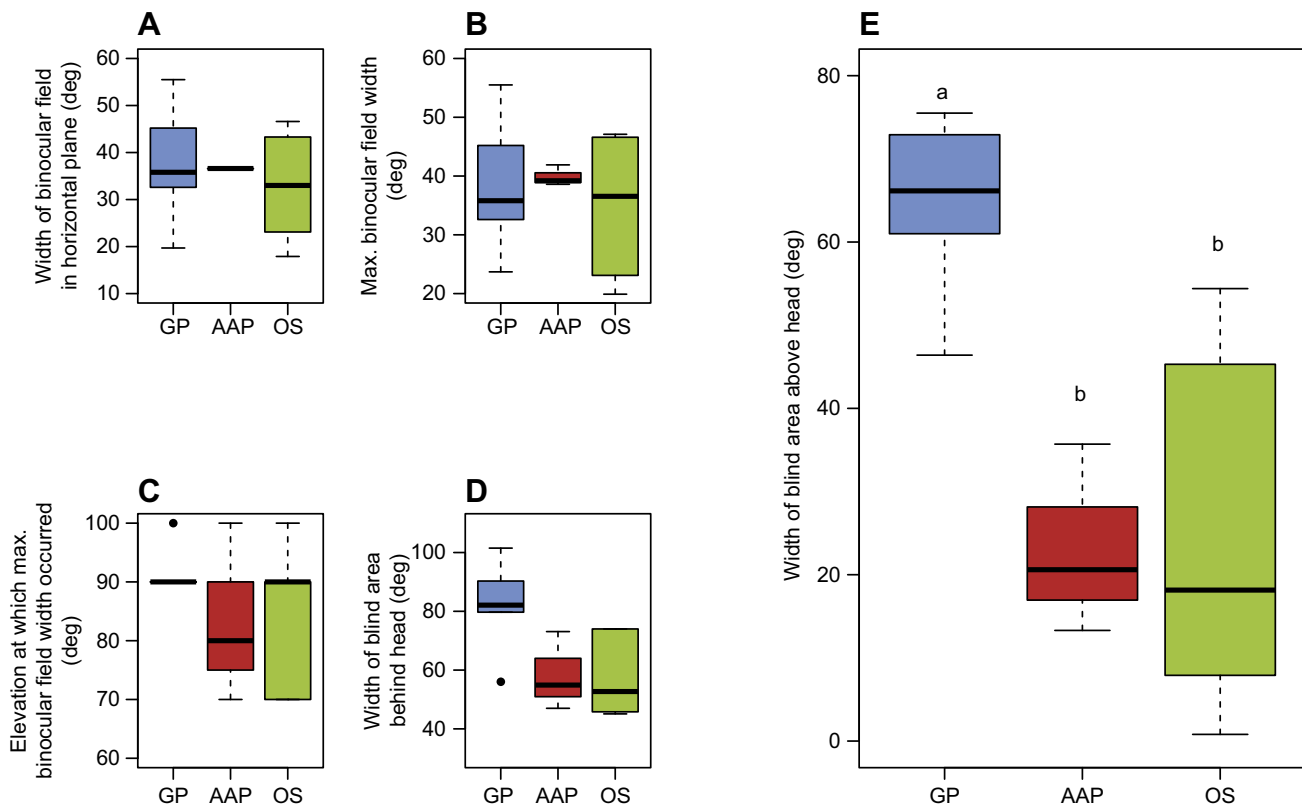 A
Width of binocular field
in horizontal plane (deg)
60
50
40
30
20
10
GP AAP OS
B
Max. binocular field width
(deg)
60
50
40
30
20
GP AAP OS
C
Elevation at which max.
binocular field width occurred
(deg)
100
90
80
70
60
GP AAP OS
D
Width of blind area
behind head (deg)
100
80
60
40
GP AAP OS
E
Width of blind area above head (deg)
80
60
40
20
0
a
b
b
GP AAP OS